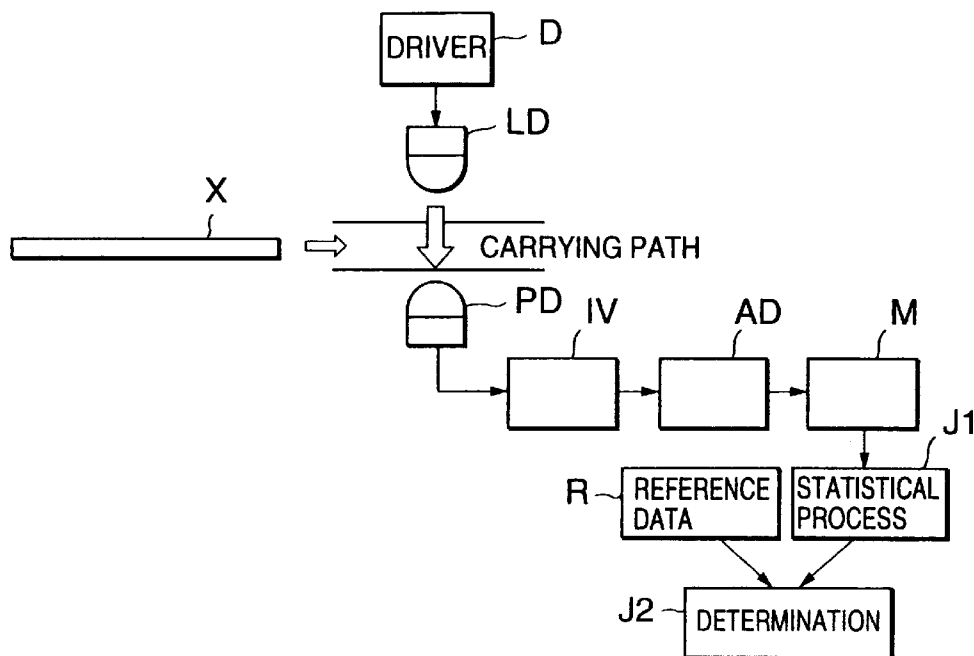 DRIVER
D
LD
X
CARRYING PATH
PD
IV
AD
M
J1
R
REFERENCE
DATA
STATISTICAL
PROCESS
J2
DETERMINATION